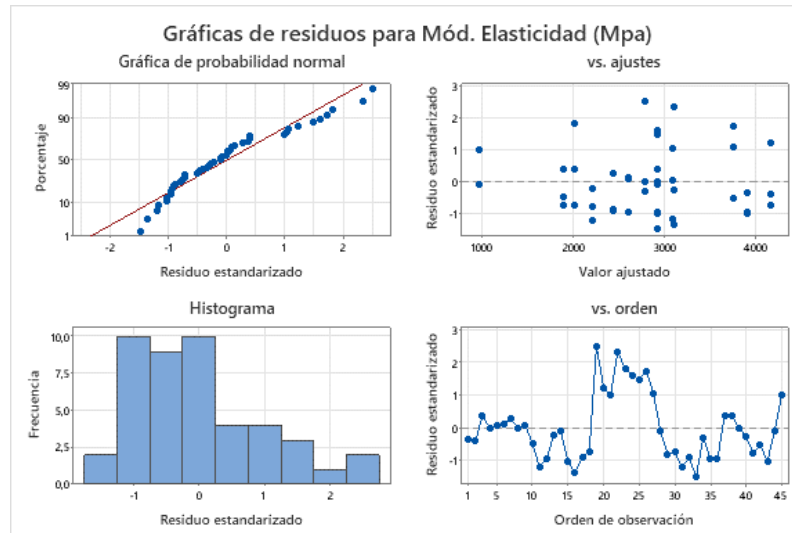 Gráficas de residuos para Mód. Elasticidad (Mpa)
Gráfica de probabilidad normal
99
90
50
10
1
Porcentaje
-2 -1 0 1 2
Residuo estandarizado
vs. ajustes
3
2
1
0
-1
Residuo estandarizado
1000 2000 3000 4000
Valor ajustado
Histograma
10,0
7,5
5,0
2,5
0,0
Frecuencia
-1 0 1 2
Residuo estandarizado
vs. orden
3
2
1
0
-1
Residuo estandarizado
1 5 10 15 20 25 30 35 40 45
Orden de observación